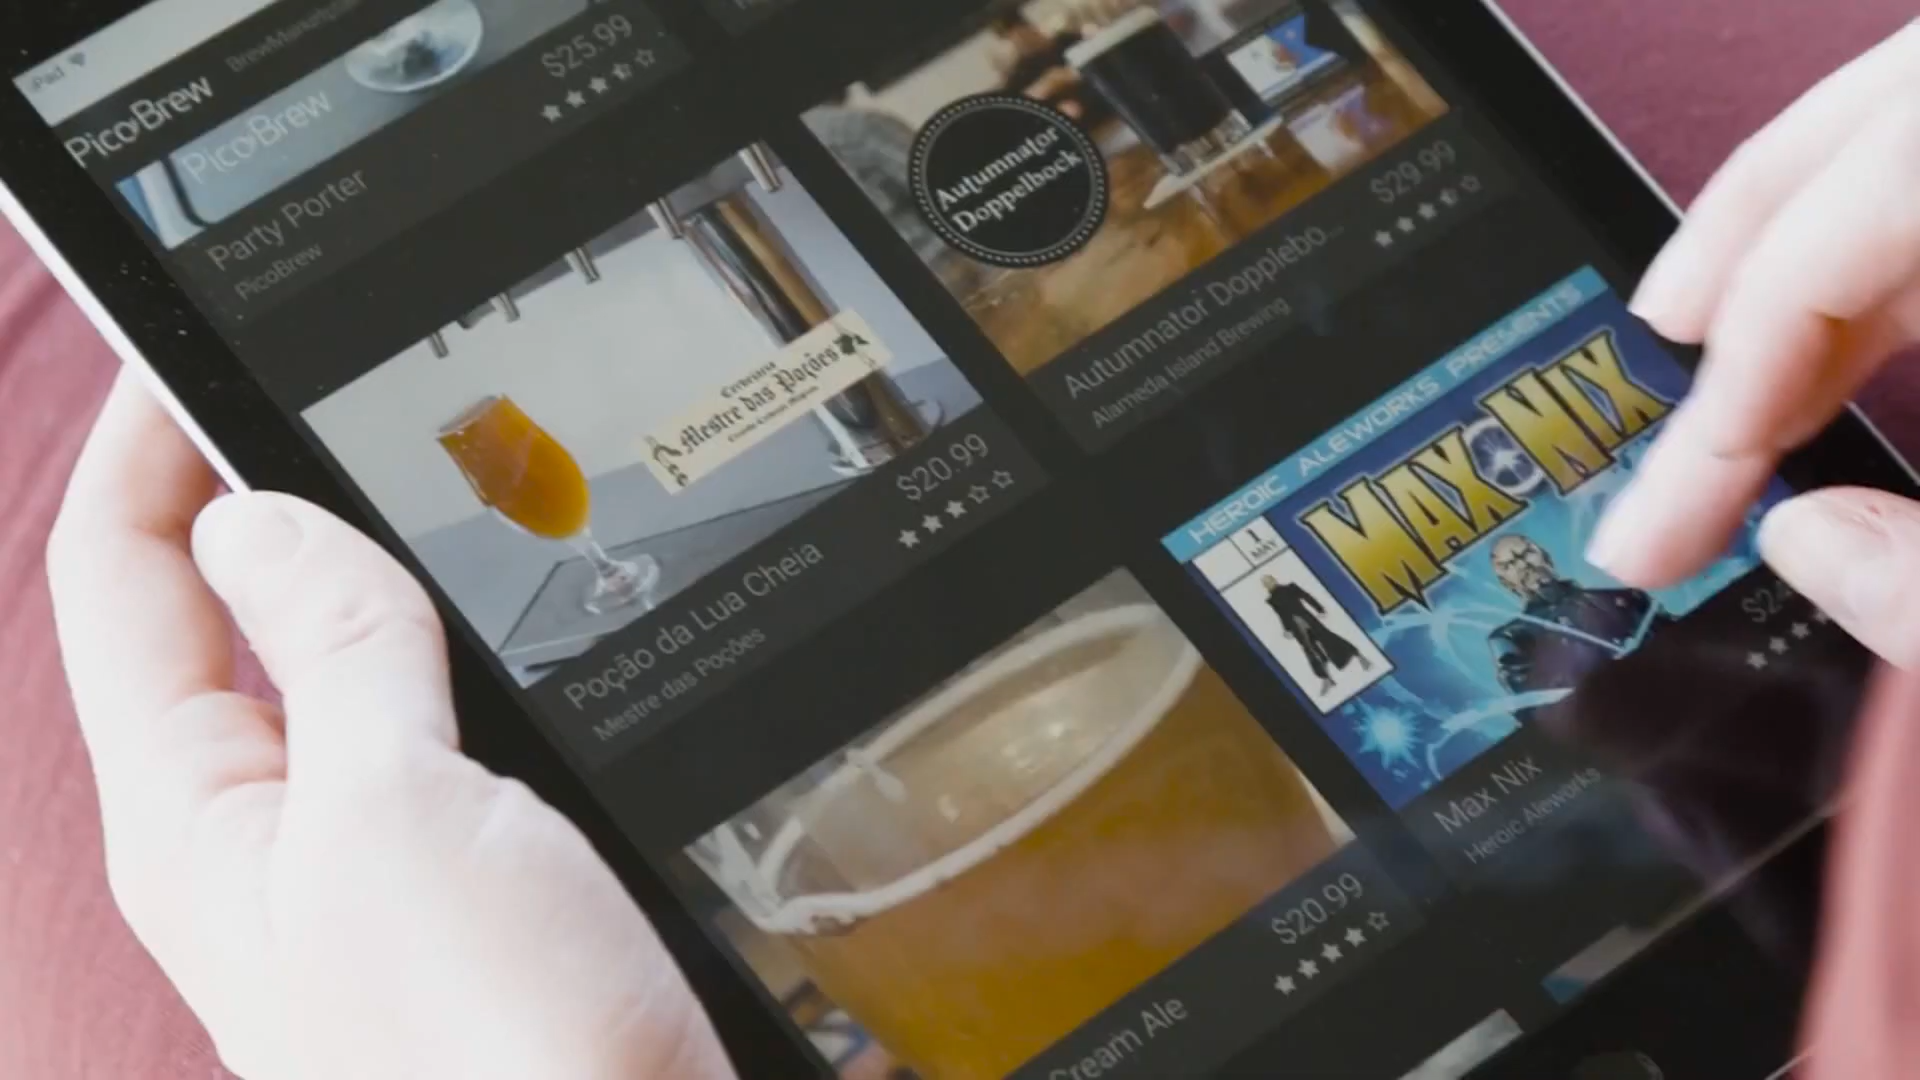 iPad
PicoBrew
PicoBrew
$25.99
Party Porter
PicoBrew
Autumnator
Doppelbock
$29.99
Autumnator Dopplebo...
Alameda Island Brewing
Cervejaria
Mestre das Poções
$20.99
Poção da Lua Cheia
Mestre das Poções
HEROIC ALEWORKS PRESENTS
1
MAY
MAX NIX
Max Nix
Heroic Aleworks
$20.99
Cream Ale